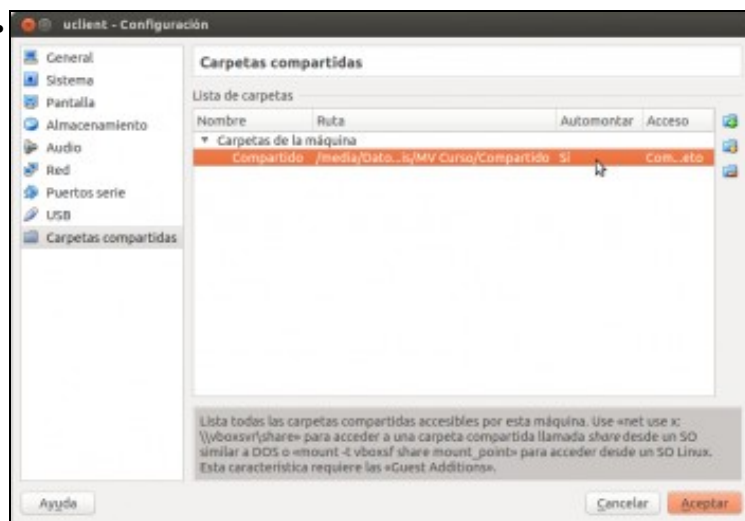 uclient - Configuración
General
Sistema
Pantalla
Almacenamiento
Audio
Red
Puertos serie
USB
Carpetas compartidas
Carpetas compartidas
Lista de carpetas
Nombre Ruta Automontar Acceso
Carpetas de la máquina
Compartido /media/Dato...is/MV Curso/Compartido Sí Com...eto
Lista todas las carpetas compartidas accesibles por esta máquina. Use «net use x:
\\vboxsvr\share» para acceder a una carpeta compartida llamada share desde un SO
similar a DOS o «mount -t vboxsf share mount_point» para acceder desde un SO Linux.
Esta característica requiere las «Guest Additions».
Ayuda Cancelar Aceptar